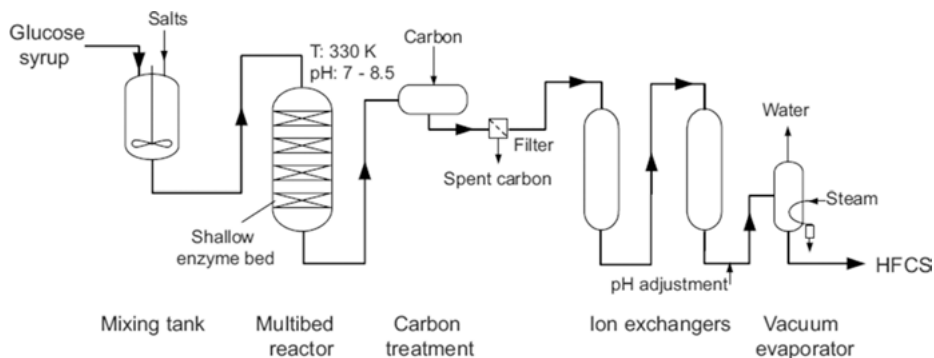 Glucose
syrup
Salts
T: 330 K
pH: 7 - 8.5
Carbon
Filter
Spent carbon
Shallow
enzyme bed
Water
Steam
pH adjustment
HFCS
Mixing tank
Multibed
reactor
Carbon
treatment
Ion exchangers
Vacuum
evaporator